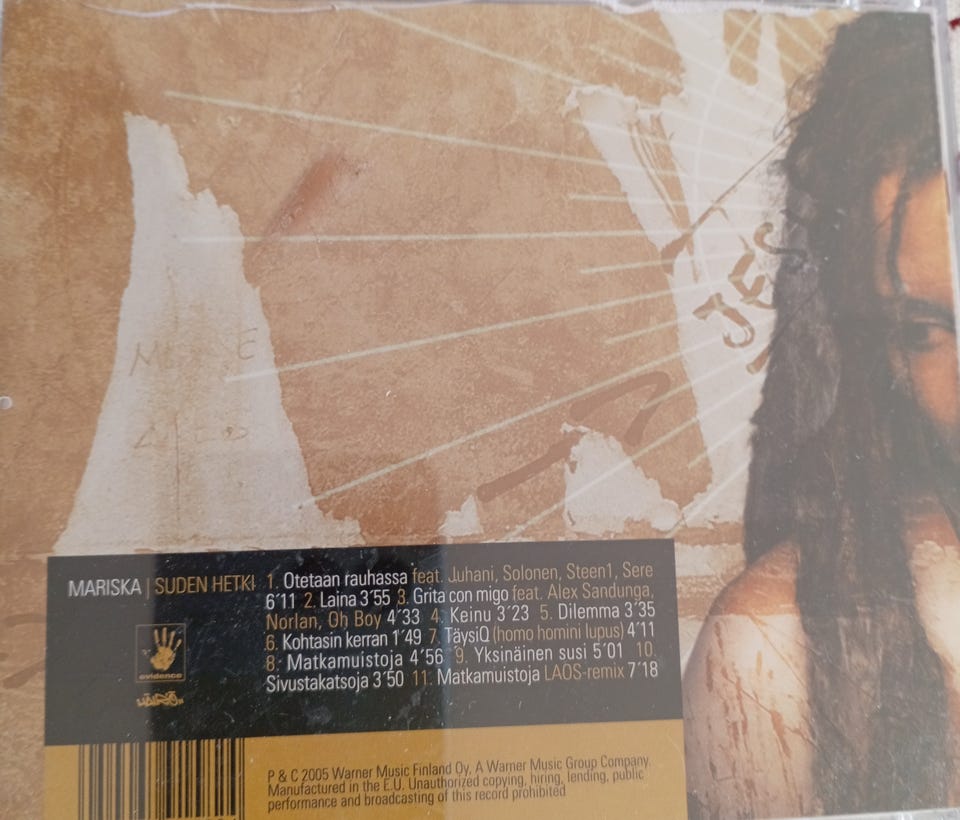 JES
MARISKA | SUDEN HETKI
1. Otetaan rauhassa feat. Juhani, Solonen, Steen1, Sere
6´11 2. Laina 3´55 3. Grita con migo feat. Alex Sandunga,
Norlan, Oh Boy 4´33 4. Keinu 3´23 5. Dilemma 3´35
6. Kohtasin kerran 1´49 7. TäysiQ (homo homini lupus) 4´11
8. Matkamuistoja 4´56 9. Yksinäinen susi 5´01 10.
Sivustakatsoja 3´50 11. Matkamuistoja LAOS-remix 7´18
evidence
P & C 2005 Warner Music Finland Oy, A Warner Music Group Company.
Manufactured in the E.U. Unauthorized copying, hiring, lending, public
performance and broadcasting of this record prohibited